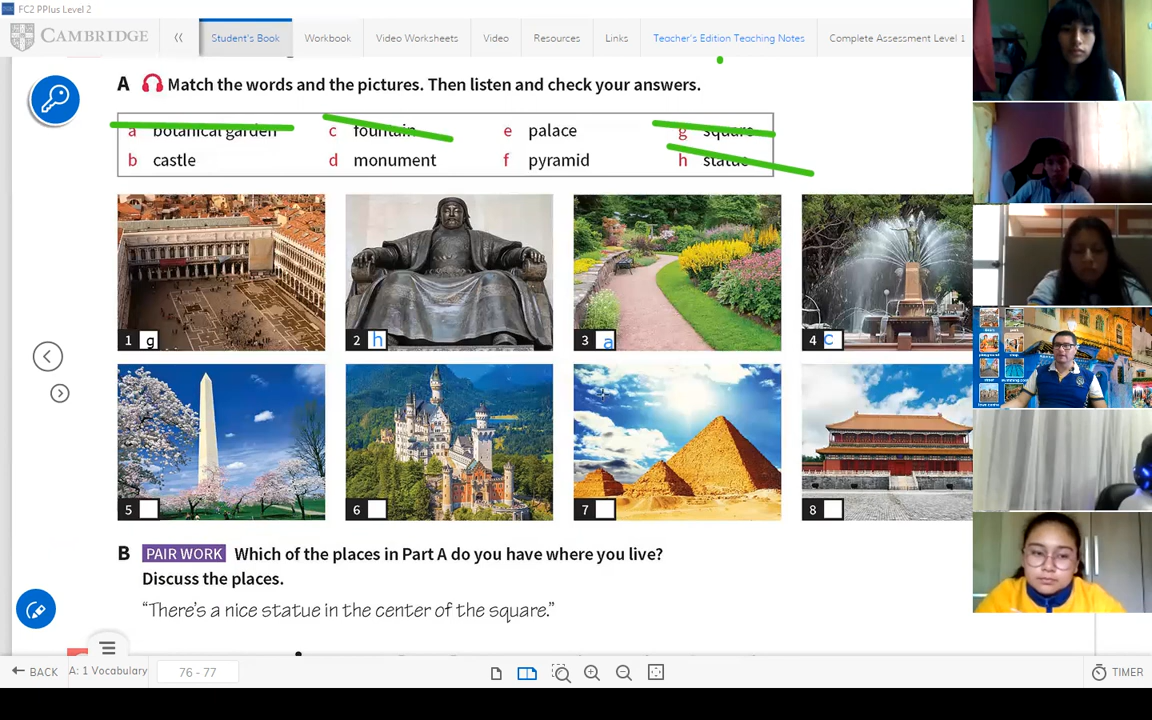 FC2 PPlus Level 2
CAMBRIDGE
Student's Book Workbook Video Worksheets Video Resources Links Teacher's Edition Teaching Notes Complete Assessment Level 1
A Match the words and the pictures. Then listen and check your answers.
a botanical garden c fountain e palace g square
b castle d monument f pyramid h statue
1 g 2 h 3 a 4 c
5 6 7 8
B PAIR WORK Which of the places in Part A do you have where you live?
Discuss the places.
“There’s a nice statue in the center of the square.”
BACK A: 1 Vocabulary 76 - 77 TIMER